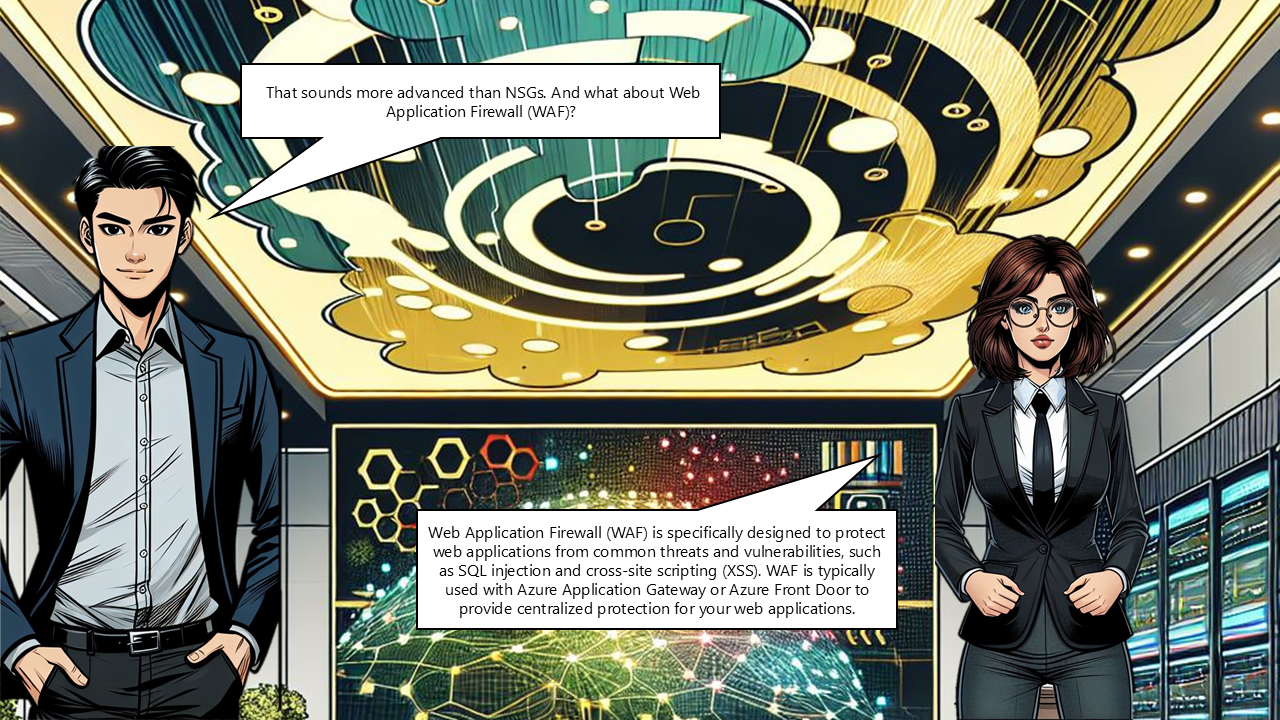 That sounds more advanced than NSGs. And what about Web
Application Firewall (WAF)?
Web Application Firewall (WAF) is specifically designed to protect
web applications from common threats and vulnerabilities, such
as SQL injection and cross-site scripting (XSS). WAF is typically
used with Azure Application Gateway or Azure Front Door to
provide centralized protection for your web applications.